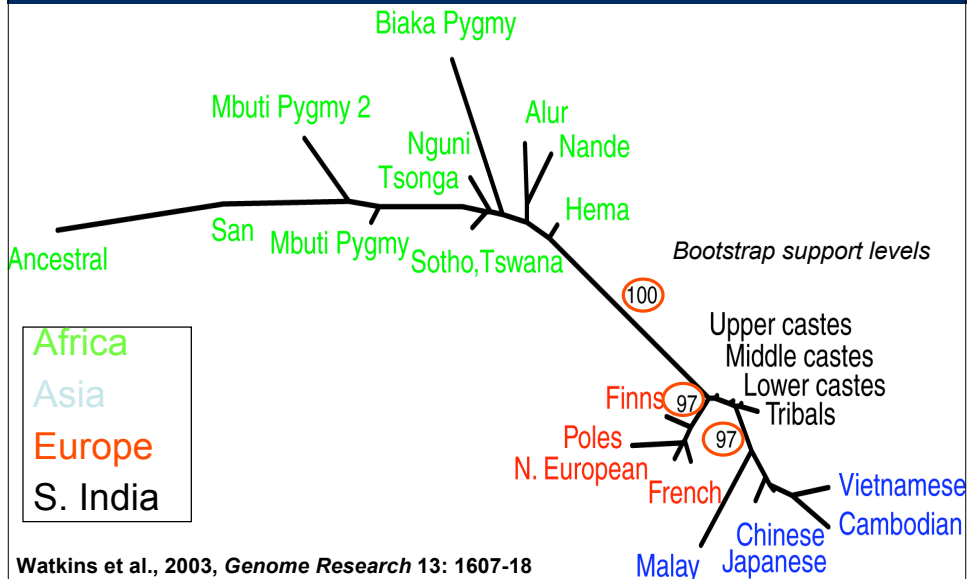 Biaka Pygmy
Mbuti Pygmy 2
Alur
Nguni
Nande
Tsonga
Hema
San
Mbuti Pygmy
Sotho,Tswana
Ancestral
Bootstrap support levels
100
Upper castes
Middle castes
Lower castes
Tribals
Africa
Asia
Europe
S. India
Finns
97
Poles
97
N. European
French
Vietnamese
Cambodian
Chinese
Japanese
Malay
Watkins et al., 2003, Genome Research 13: 1607-18